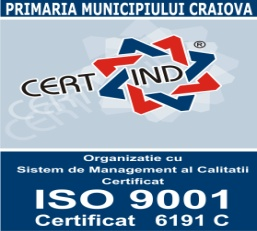 PRIMARIA MUNICIPIULUI CRAIOVA
CERT IND ®
Organizatie cu
Sistem de Management al Calitatii
Certificat
ISO 9001
Certificat 6191 C